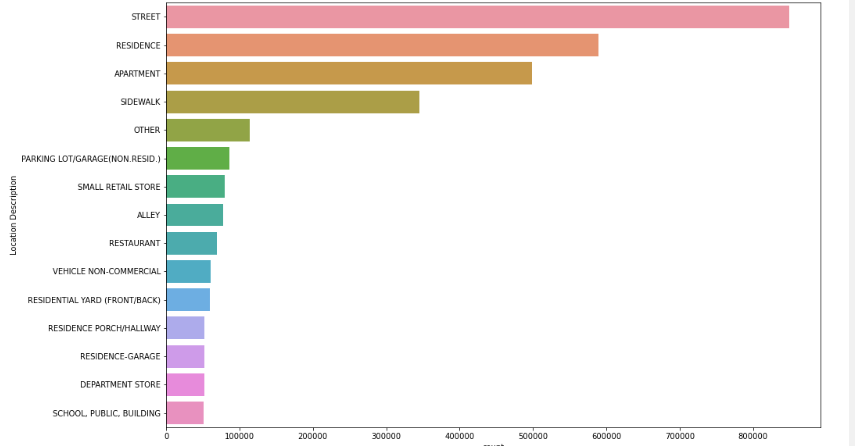 STREET
RESIDENCE
APARTMENT
SIDEWALK
OTHER
PARKING LOT/GARAGE(NON.RESID.)
SMALL RETAIL STORE
ALLEY
RESTAURANT
VEHICLE NON-COMMERCIAL
RESIDENTIAL YARD (FRONT/BACK)
RESIDENCE PORCH/HALLWAY
RESIDENCE-GARAGE
DEPARTMENT STORE
SCHOOL, PUBLIC, BUILDING
Location Description
0 100000 200000 300000 400000 500000 600000 700000 800000